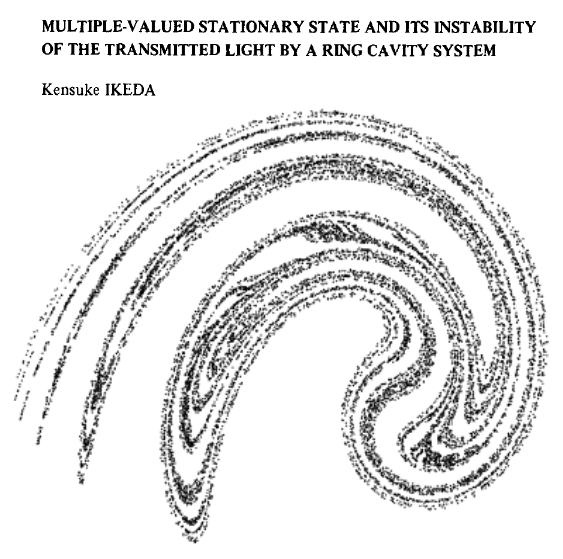 MULTIPLE-VALUED STATIONARY STATE AND ITS INSTABILITY
OF THE TRANSMITTED LIGHT BY A RING CAVITY SYSTEM
Kensuke IKEDA